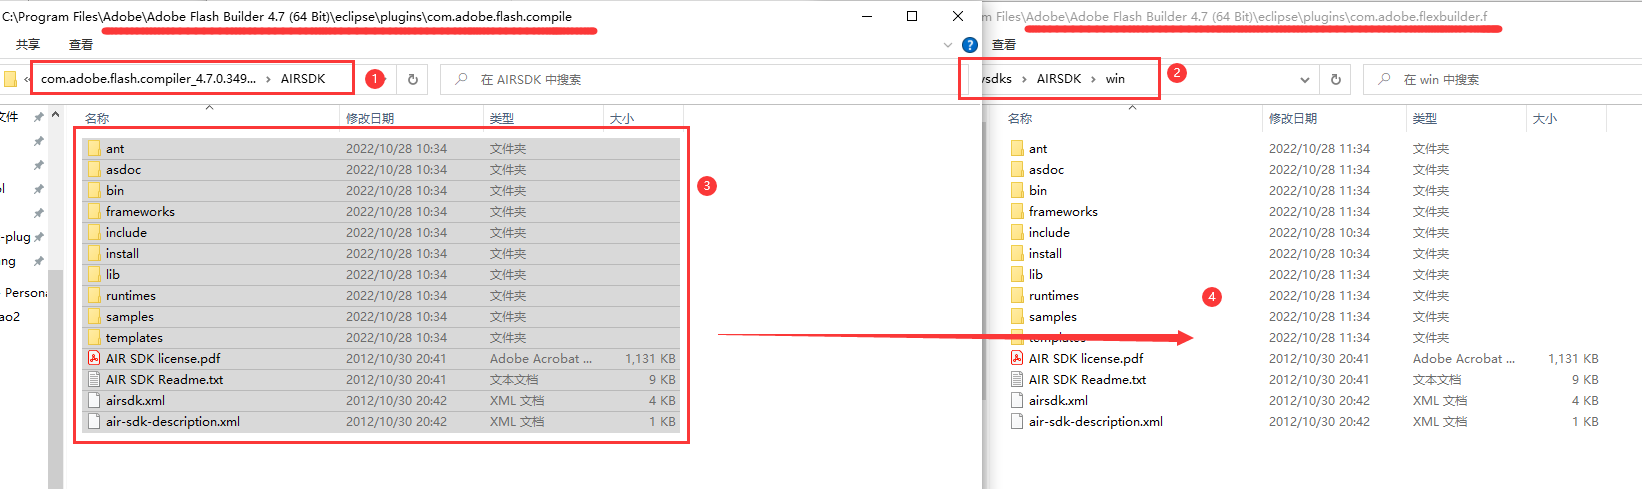 C:\Program Files\Adobe\Adobe Flash Builder 4.7 (64 Bit)\eclipse\plugins\com.adobe.flash.compile
共享 查看
com.adobe.flash.compiler_4.7.0.349... › AIRSDK
1
在 AIRSDK 中搜索
文件
-plug
Persona
ao2
名称 修改日期 类型 大小
ant 2022/10/28 10:34 文件夹
asdoc 2022/10/28 10:34 文件夹
bin 2022/10/28 10:34 文件夹
frameworks 2022/10/28 10:34 文件夹
include 2022/10/28 10:34 文件夹
install 2022/10/28 10:34 文件夹
lib 2022/10/28 10:34 文件夹
runtimes 2022/10/28 10:34 文件夹
samples 2022/10/28 10:34 文件夹
templates 2022/10/28 10:34 文件夹
AIR SDK license.pdf 2012/10/30 20:41 Adobe Acrobat ... 1,131 KB
AIR SDK Readme.txt 2012/10/30 20:41 文本文档 9 KB
airsdk.xml 2012/10/30 20:42 XML 文档 4 KB
air-sdk-description.xml 2012/10/30 20:42 XML 文档 1 KB
3
m Files\Adobe\Adobe Flash Builder 4.7 (64 Bit)\eclipse\plugins\com.adobe.flexbuilder.f
查看
sdks › AIRSDK › win
2
在 win 中搜索
名称 修改日期 类型 大小
ant 2022/10/28 11:34 文件夹
asdoc 2022/10/28 11:34 文件夹
bin 2022/10/28 11:34 文件夹
frameworks 2022/10/28 11:34 文件夹
include 2022/10/28 10:34 文件夹
install 2022/10/28 11:34 文件夹
lib 2022/10/28 11:34 文件夹
runtimes 2022/10/28 11:34 文件夹
samples 2022/10/28 11:34 文件夹
templates 2022/10/28 11:34 文件夹
AIR SDK license.pdf 2012/10/30 20:41 Adobe Acrobat ... 1,131 KB
AIR SDK Readme.txt 2012/10/30 20:41 文本文档 9 KB
airsdk.xml 2012/10/30 20:42 XML 文档 4 KB
air-sdk-description.xml 2012/10/30 20:42 XML 文档 1 KB
4